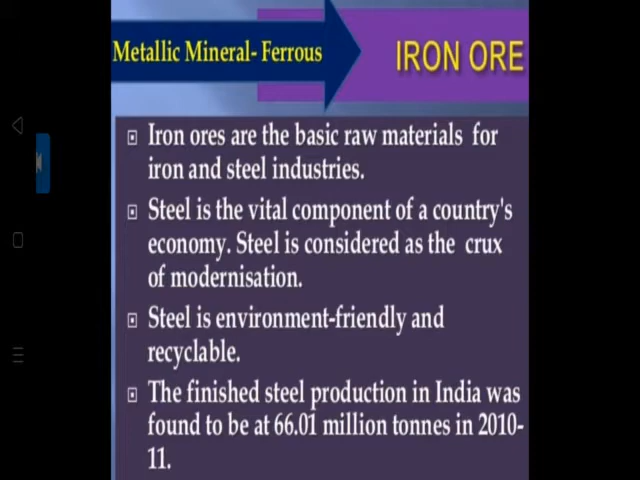 Metallic Mineral- Ferrous
IRON ORE
Iron ores are the basic raw materials for
iron and steel industries.
Steel is the vital component of a country's
economy. Steel is considered as the crux
of modernisation.
Steel is environment-friendly and
recyclable.
The finished steel production in India was
found to be at 66.01 million tonnes in 2010-
11.